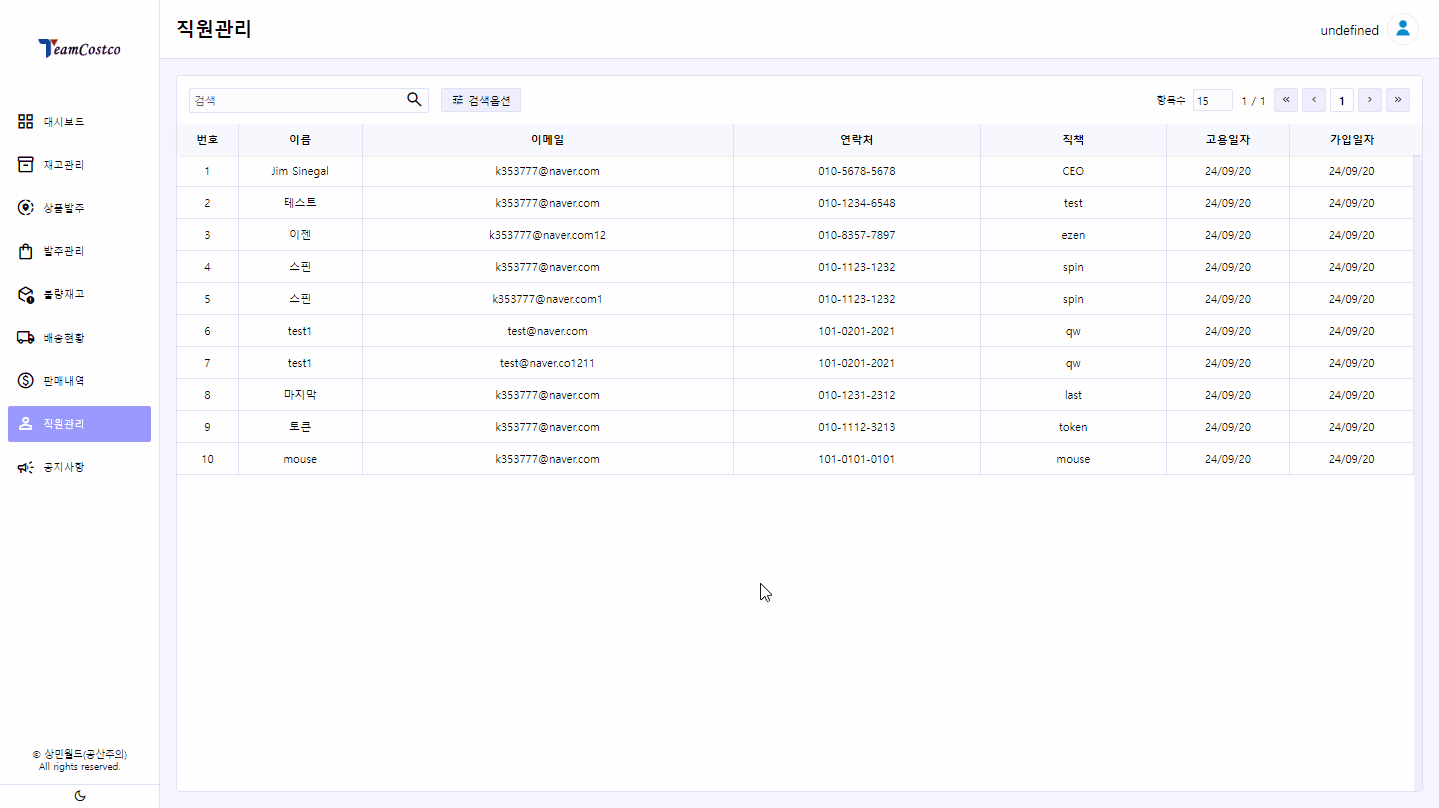 TeamCostco
직원관리
undefined
대시보드
재고관리
상품발주
발주관리
불량재고
배송현황
판매내역
직원관리
공지사항
© 상민월드(공산주의)
All rights reserved.
검색 검색옵션 항목수 15 1 / 1 « ‹ 1 › »
번호 이름 이메일 연락처 직책 고용일자 가입일자
1 Jim Sinegal k353777@naver.com 010-5678-5678 CEO 24/09/20 24/09/20
2 테스트 k353777@naver.com 010-1234-6548 test 24/09/20 24/09/20
3 이젠 k353777@naver.com12 010-8357-7897 ezen 24/09/20 24/09/20
4 스핀 k353777@naver.com 010-1123-1232 spin 24/09/20 24/09/20
5 스핀 k353777@naver.com1 010-1123-1232 spin 24/09/20 24/09/20
6 test1 test@naver.com 101-0201-2021 qw 24/09/20 24/09/20
7 test1 test@naver.co1211 101-0201-2021 qw 24/09/20 24/09/20
8 마지막 k353777@naver.com 010-1231-2312 last 24/09/20 24/09/20
9 토큰 k353777@naver.com 010-1112-3213 token 24/09/20 24/09/20
10 mouse k353777@naver.com 101-0101-0101 mouse 24/09/20 24/09/20